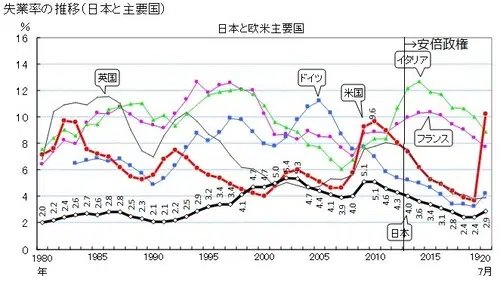 失業率の推移(日本と主要国)
% 日本と欧米主要国 →安倍政権
16
14
12
10
8
6
4
2
0
英国
ドイツ
米国
イタリア
フランス
日本
9.6
2.0 2.2 2.4 2.6 2.7 2.6 2.8 2.8 2.5 2.3 2.1 2.1 2.2 2.5 2.9 3.2 3.4 3.4 4.1 4.7 4.7 5.0 5.4 5.3 4.7 4.4 4.1 3.9 4.0 5.1 5.1 4.6 4.3 4.0 3.6 3.4 3.1 2.8 2.4 2.4 2.9
1980 1985 1990 1995 2000 2005 2010 2015 1920
年 7月